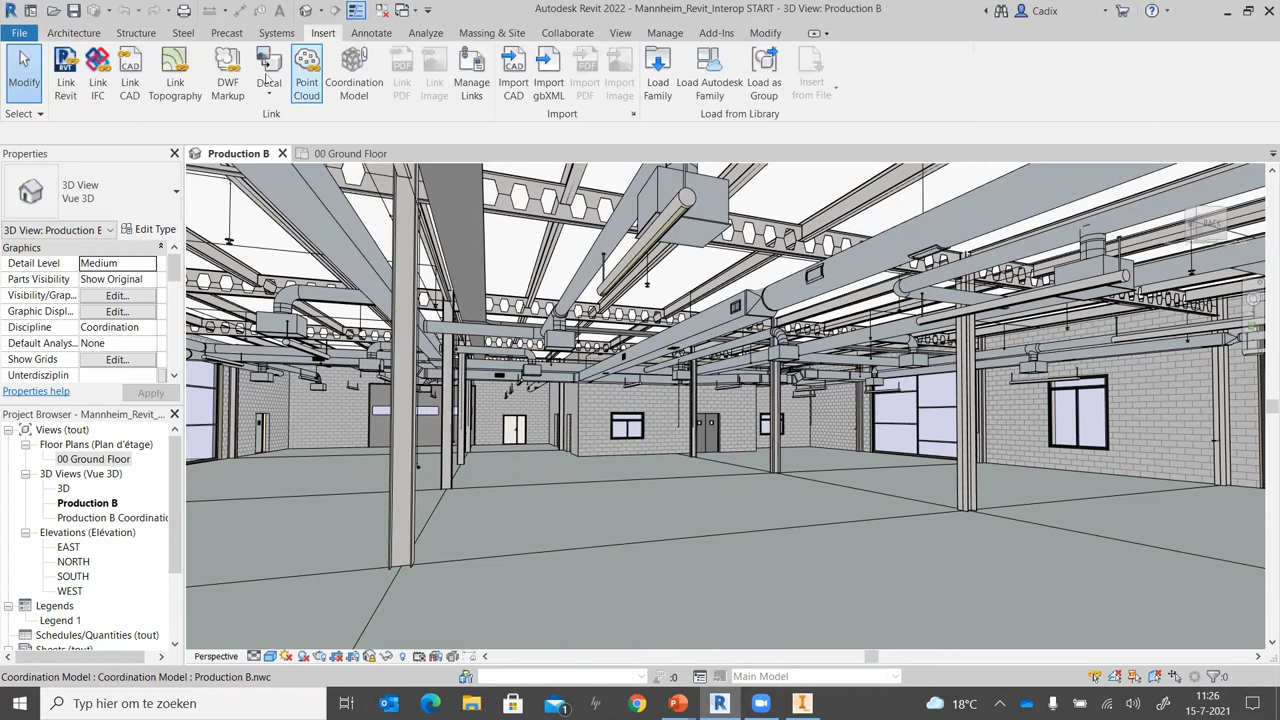 Autodesk Revit 2022 - Mannheim_Revit_Interop START - 3D View: Production B
Cadix
File Architecture Structure Steel Precast Systems Insert Annotate Analyze Massing & Site Collaborate View Manage Add-Ins Modify
Modify
Link Revit
Link IFC
Link CAD
Link Topography
DWF Markup
Decal
Point Cloud
Coordination Model
Link PDF
Link Image
Manage Links
Import CAD
Import gbXML
Import PDF
Import Image
Load Family
Load Autodesk Family
Load as Group
Insert from File
Select Link Import Load from Library
Properties
Production B
00 Ground Floor
3D View
Vue 3D
3D View: Production B
Edit Type
Graphics
Detail Level Medium
Parts Visibility Show Original
Visibility/Grap... Edit...
Graphic Displ... Edit...
Discipline Coordination
Default Analys... None
Show Grids Edit...
Unterdisziplin
Properties help Apply
Project Browser - Mannheim_Revit_...
Views (tout)
Floor Plans (Plan d'étage)
00 Ground Floor
3D Views (Vue 3D)
3D
Production B
Production B Coordinatio
Elevations (Elévation)
EAST
NORTH
SOUTH
WEST
Legends
Legend 1
Schedules/Quantities (tout)
Sheets (tout)
BACK
Perspective
Coordination Model : Coordination Model : Production B.nwc
:0
Main Model
:0
Typ hier om te zoeken
1
18°C
11:26
15-7-2021